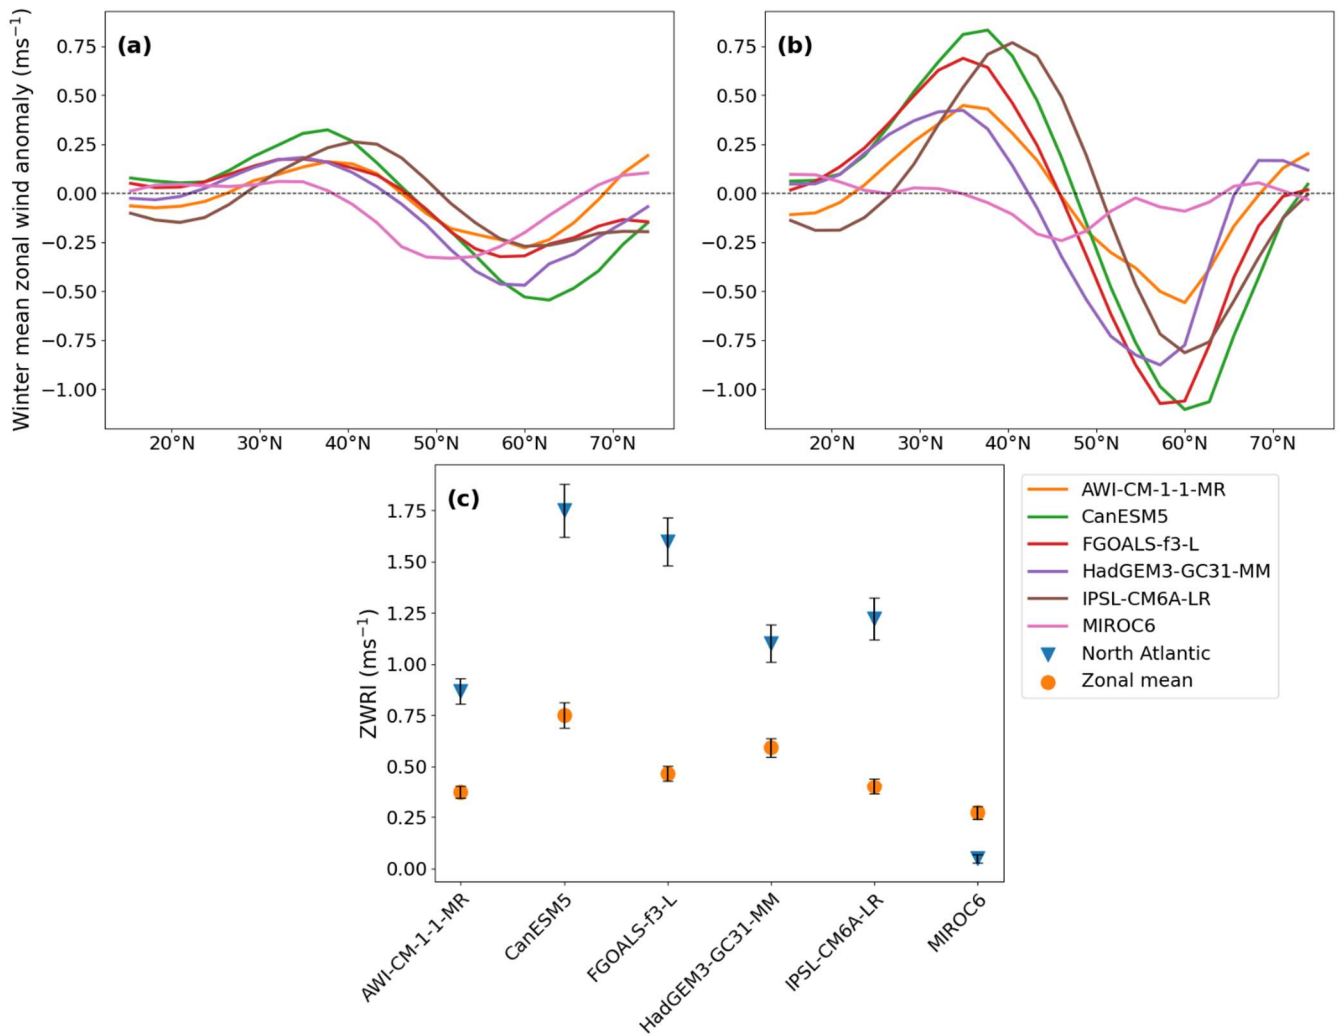 Winter mean zonal wind anomaly (ms⁻¹)
(a)
0.75
0.50
0.25
0.00
−0.25
−0.50
−0.75
−1.00
20°N 30°N 40°N 50°N 60°N 70°N
(b)
0.75
0.50
0.25
0.00
−0.25
−0.50
−0.75
−1.00
20°N 30°N 40°N 50°N 60°N 70°N
(c)
ZWRI (ms⁻¹)
1.75
1.50
1.25
1.00
0.75
0.50
0.25
0.00
AWI-CM-1-1-MR
CanESM5
FGOALS-f3-L
HadGEM3-GC31-MM
IPSL-CM6A-LR
MIROC6
AWI-CM-1-1-MR
CanESM5
FGOALS-f3-L
HadGEM3-GC31-MM
IPSL-CM6A-LR
MIROC6
North Atlantic
Zonal mean